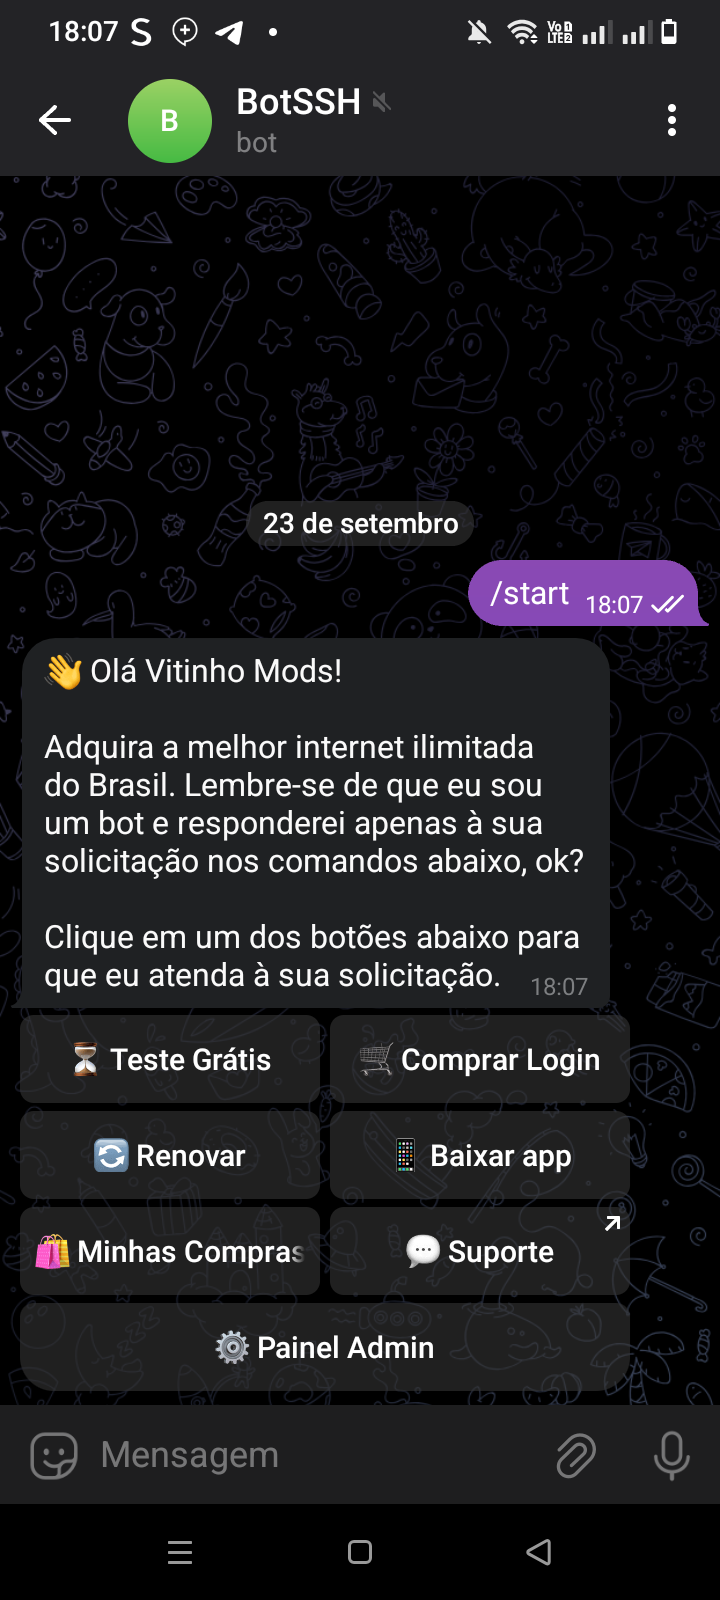 18:07
VoD LTE2
B
BotSSH
bot
23 de setembro
/start 18:07
👋 Olá Vitinho Mods!
Adquira a melhor internet ilimitada
do Brasil. Lembre-se de que eu sou
um bot e responderei apenas à sua
solicitação nos comandos abaixo, ok?
Clique em um dos botões abaixo para
que eu atenda à sua solicitação. 18:07
⏳ Teste Grátis
🛒 Comprar Login
🔄 Renovar
📱 Baixar app
🛍 Minhas Compras
💬 Suporte
⚙ Painel Admin
Mensagem